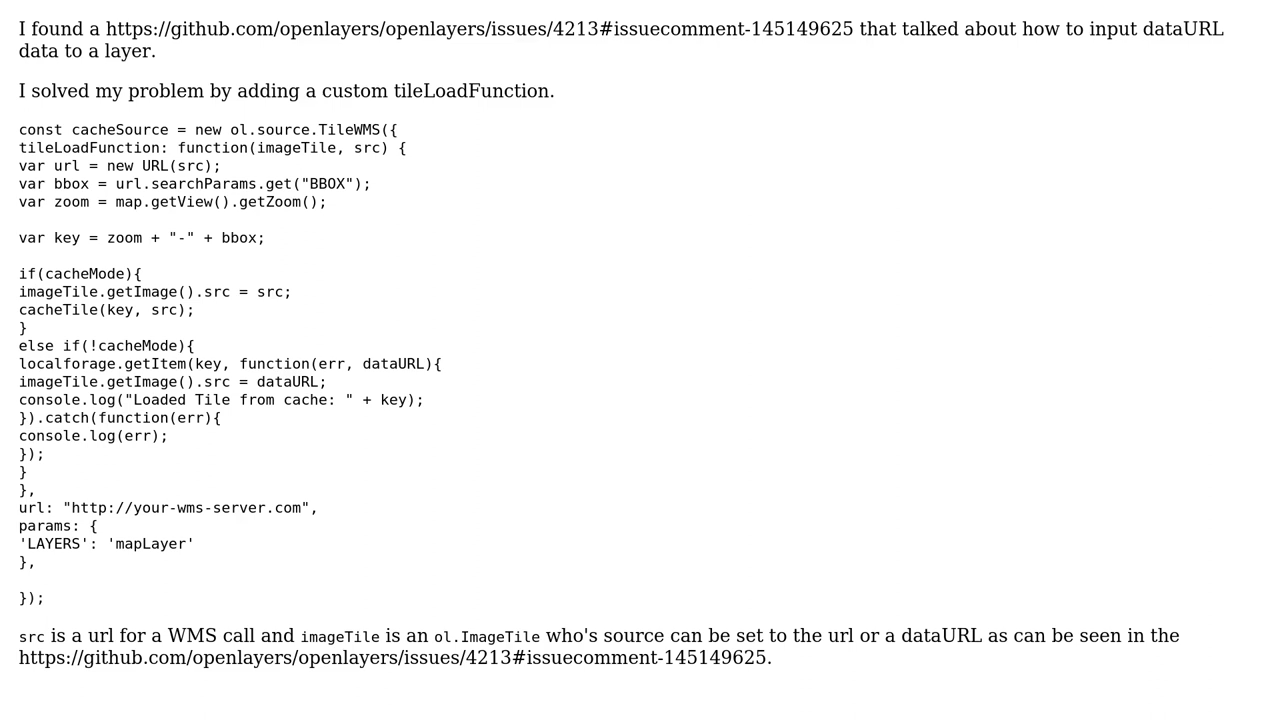 I found a https://github.com/openlayers/openlayers/issues/4213#issuecomment-145149625 that talked about how to input dataURL
data to a layer.
I solved my problem by adding a custom tileLoadFunction.
const cacheSource = new ol.source.TileWMS({
tileLoadFunction: function(imageTile, src) {
var url = new URL(src);
var bbox = url.searchParams.get("BBOX");
var zoom = map.getView().getZoom();
var key = zoom + "-" + bbox;
if(cacheMode){
imageTile.getImage().src = src;
cacheTile(key, src);
}
else if(!cacheMode){
localforage.getItem(key, function(err, dataURL){
imageTile.getImage().src = dataURL;
console.log("Loaded Tile from cache: " + key);
}).catch(function(err){
console.log(err);
});
}
},
url: "http://your-wms-server.com",
params: {
'LAYERS': 'mapLayer'
},
});
src is a url for a WMS call and imageTile is an ol.ImageTile who's source can be set to the url or a dataURL as can be seen in the
https://github.com/openlayers/openlayers/issues/4213#issuecomment-145149625.